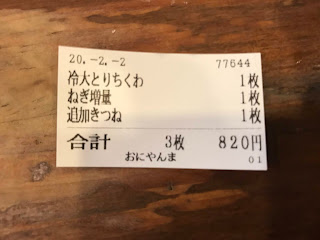 20.-2.-2 77644
冷大とりちくわ 1枚
ねぎ増量 1枚
追加きつね 1枚
合計 3枚 820円
おにやんま 01